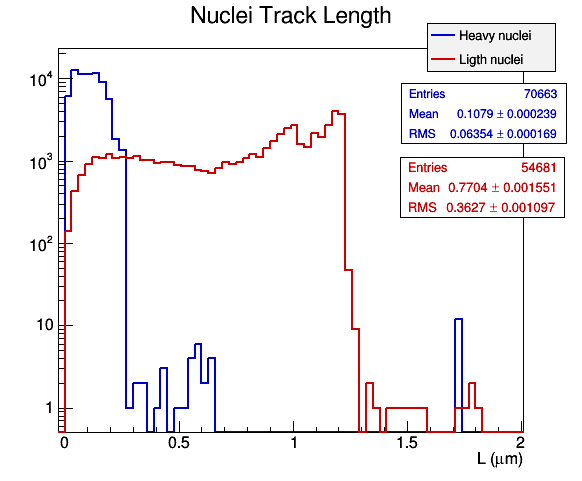 Nuclei Track Length
Heavy nuclei
Ligth nuclei
Entries 70663
Mean 0.1079 ± 0.000239
RMS 0.06354 ± 0.000169
Entries 54681
Mean 0.7704 ± 0.001551
RMS 0.3627 ± 0.001097
10⁴
10³
10²
10
1
0 0.5 1 1.5 2
L (μm)